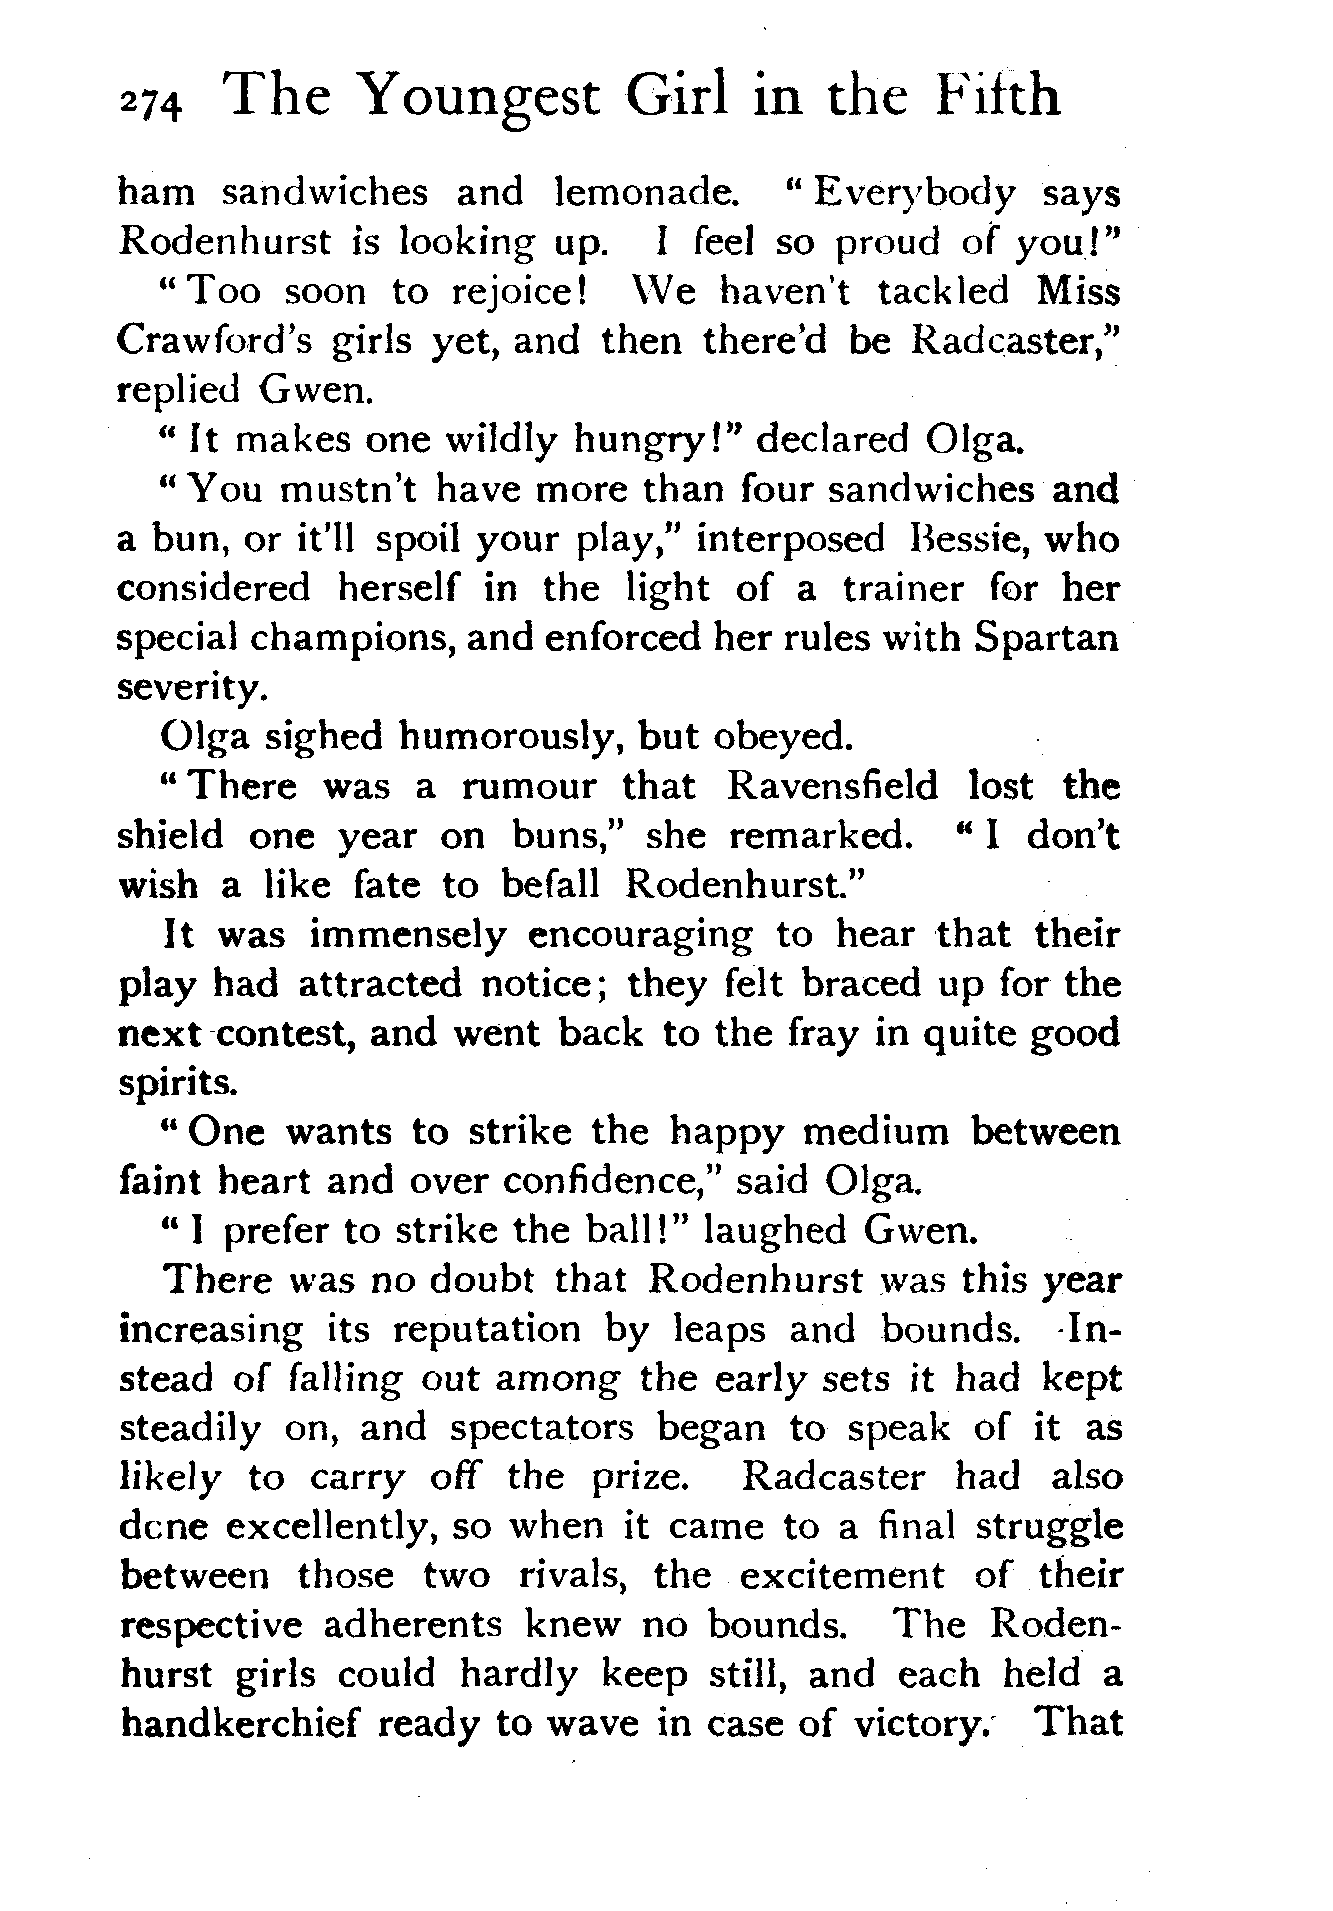 274 The Youngest Girl in the Fifth
ham sandwiches and lemonade. "Everybody says
Rodenhurst is looking up. I feel so proud of you!"
"Too soon to rejoice! We haven't tackled Miss
Crawford's girls yet, and then there'd be Radcaster,"
replied Gwen.
"It makes one wildly hungry!" declared Olga.
"You mustn't have more than four sandwiches and
a bun, or it'll spoil your play," interposed Bessie, who
considered herself in the light of a trainer for her
special champions, and enforced her rules with Spartan
severity.
Olga sighed humorously, but obeyed.
"There was a rumour that Ravensfield lost the
shield one year on buns," she remarked. "I don't
wish a like fate to befall Rodenhurst."
It was immensely encouraging to hear that their
play had attracted notice; they felt braced up for the
next contest, and went back to the fray in quite good
spirits.
"One wants to strike the happy medium between
faint heart and over confidence," said Olga.
"I prefer to strike the ball!" laughed Gwen.
There was no doubt that Rodenhurst was this year
increasing its reputation by leaps and bounds. In-
stead of falling out among the early sets it had kept
steadily on, and spectators began to speak of it as
likely to carry off the prize. Radcaster had also
done excellently, so when it came to a final struggle
between those two rivals, the excitement of their
respective adherents knew no bounds. The Roden-
hurst girls could hardly keep still, and each held a
handkerchief ready to wave in case of victory. That